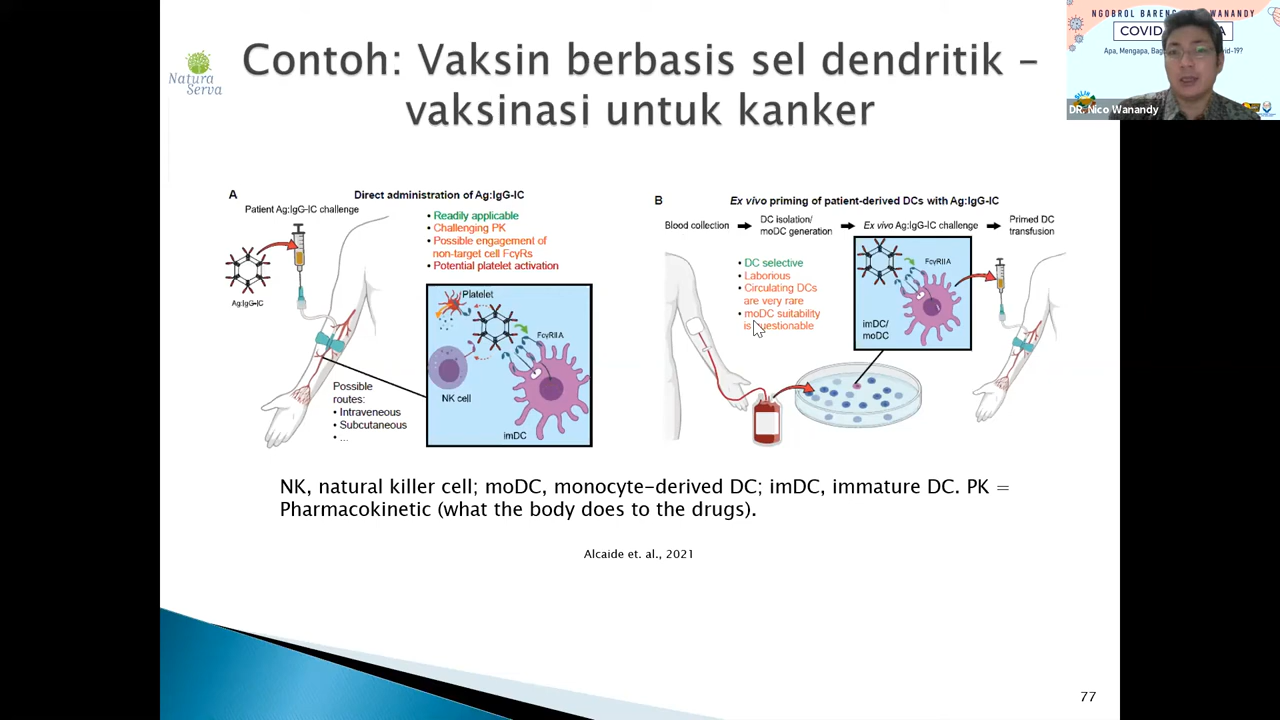 NGOBROL BARENG
WANANDY
COVID
Apa, Mengapa, Bag
DR. Nico Wanandy
Natura
Serva
Contoh: Vaksin berbasis sel dendritik –
vaksinasi untuk kanker
A
Direct administration of Ag:IgG-IC
Patient Ag:IgG-IC challenge
• Readily applicable
• Challenging PK
• Possible engagement of
non-target cell FcγRs
• Potential platelet activation
Ag:IgG-IC
Platelet
FcγRIIA
NK cell
imDC
Possible
routes:
• Intraveneous
• Subcutaneous
• ...
B
Ex vivo priming of patient-derived DCs with Ag:IgG-IC
Blood collection
DC isolation/
moDC generation
Ex vivo Ag:IgG-IC challenge
Primed DC
transfusion
• DC selective
• Laborious
• Circulating DCs
are very rare
• moDC suitability
is questionable
FcγRIIA
imDC/
moDC
NK, natural killer cell; moDC, monocyte-derived DC; imDC, immature DC. PK =
Pharmacokinetic (what the body does to the drugs).
Alcaide et. al., 2021
77